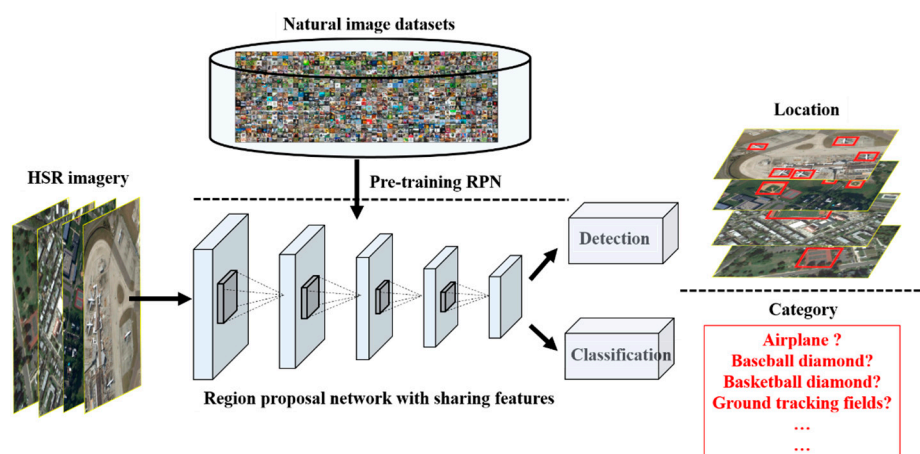 Natural image datasets
Location
HSR imagery
Pre-training RPN
Detection
Classification
Region proposal network with sharing features
Category
Airplane ?
Baseball diamond?
Basketball diamond?
Ground tracking fields?
…
…